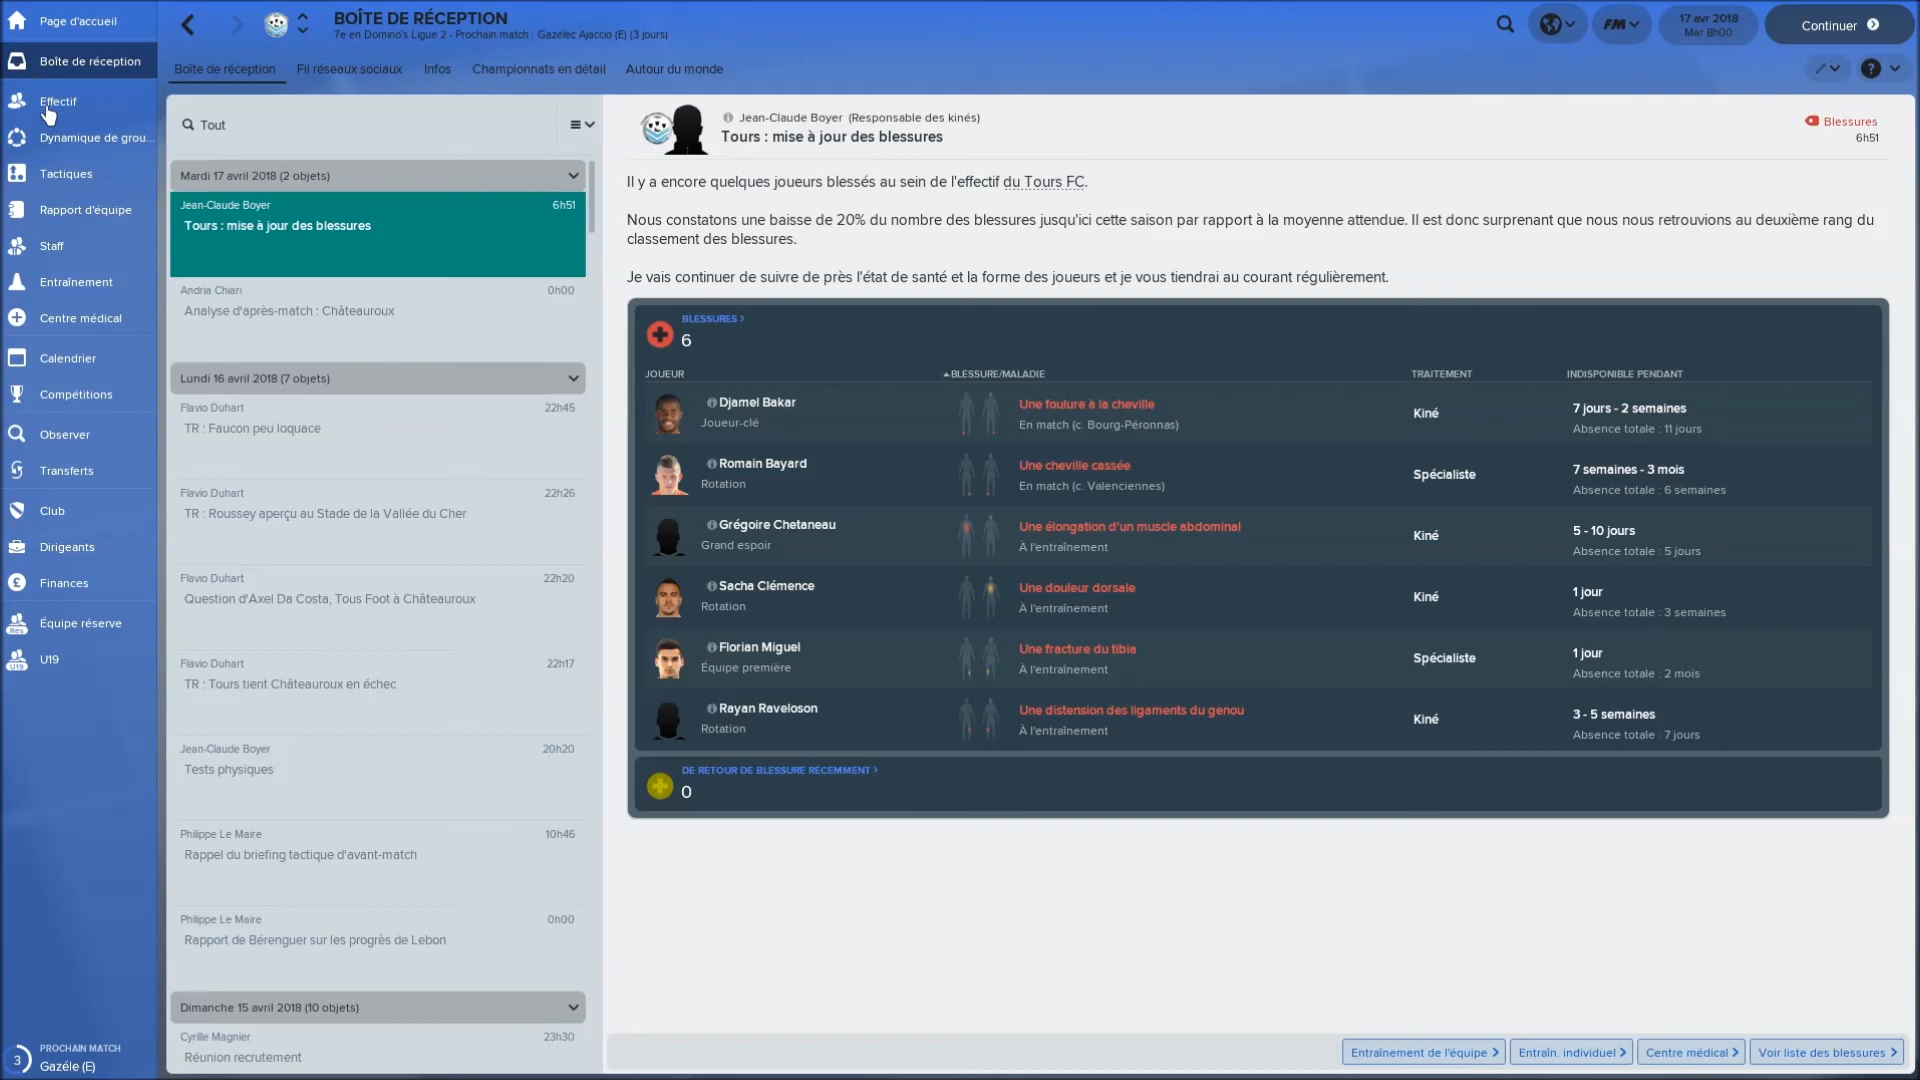 Page d'accueil
Boîte de réception
Effectif
Dynamique de grou...
Tactiques
Rapport d'équipe
Staff
Entraînement
Centre médical
Calendrier
Compétitions
Observer
Transferts
Club
Dirigeants
Finances
Équipe réserve
U19
3
PROCHAIN MATCH
Gazéle (E)
BOÎTE DE RÉCEPTION
7e en Domino's Ligue 2 - Prochain match : Gazélec Ajaccio (E) (3 jours)
FM
17 avr 2018
Mar 8h00
Continuer
Boîte de réception
Fil réseaux sociaux
Infos
Championnats en détail
Autour du monde
Tout
Mardi 17 avril 2018 (2 objets)
Jean-Claude Boyer 6h51
Tours : mise à jour des blessures
Andria Chiari 0h00
Analyse d'après-match : Châteauroux
Lundi 16 avril 2018 (7 objets)
Flavio Duhart 22h45
TR : Faucon peu loquace
Flavio Duhart 22h26
TR : Roussey aperçu au Stade de la Vallée du Cher
Flavio Duhart 22h20
Question d'Axel Da Costa, Tous Foot à Châteauroux
Flavio Duhart 22h17
TR : Tours tient Châteauroux en échec
Jean-Claude Boyer 20h20
Tests physiques
Philippe Le Maire 10h46
Rappel du briefing tactique d'avant-match
Philippe Le Maire 0h00
Rapport de Bérenguer sur les progrès de Lebon
Dimanche 15 avril 2018 (10 objets)
Cyrille Magnier 23h30
Réunion recrutement
Jean-Claude Boyer (Responsable des kinés)
Tours : mise à jour des blessures
Blessures
6h51
Il y a encore quelques joueurs blessés au sein de l'effectif du Tours FC.
Nous constatons une baisse de 20% du nombre des blessures jusqu'ici cette saison par rapport à la moyenne attendue. Il est donc surprenant que nous nous retrouvions au deuxième rang du
classement des blessures.
Je vais continuer de suivre de près l'état de santé et la forme des joueurs et je vous tiendrai au courant régulièrement.
BLESSURES >
6
JOUEUR BLESSURE/MALADIE TRAITEMENT INDISPONIBLE PENDANT
Djamel Bakar Une foulure à la cheville Kiné 7 jours - 2 semaines
Joueur-clé En match (c. Bourg-Péronnas) Absence totale : 11 jours
Romain Bayard Une cheville cassée Spécialiste 7 semaines - 3 mois
Rotation En match (c. Valenciennes) Absence totale : 6 semaines
Grégoire Chetaneau Une élongation d'un muscle abdominal Kiné 5 - 10 jours
Grand espoir À l'entraînement Absence totale : 5 jours
Sacha Clémence Une douleur dorsale Kiné 1 jour
Rotation À l'entraînement Absence totale : 3 semaines
Florian Miguel Une fracture du tibia Spécialiste 1 jour
Équipe première À l'entraînement Absence totale : 2 mois
Rayan Raveloson Une distension des ligaments du genou Kiné 3 - 5 semaines
Rotation À l'entraînement Absence totale : 7 jours
DE RETOUR DE BLESSURE RÉCEMMENT >
0
Entraînement de l'équipe >
Entraîn. individuel >
Centre médical >
Voir liste des blessures >